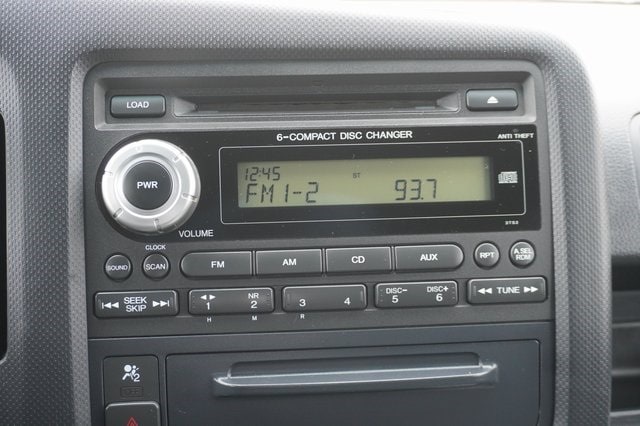 LOAD
6-COMPACT DISC CHANGER
ANTI THEFT
12:45
ST
FM1-2 93.7
PWR
VOLUME
CLOCK
SOUND SCAN FM AM CD AUX RPT A.SEL RDM
SEEK SKIP 1 NR 2 3 4 DISC- 5 DISC+ 6 TUNE
H M R
2